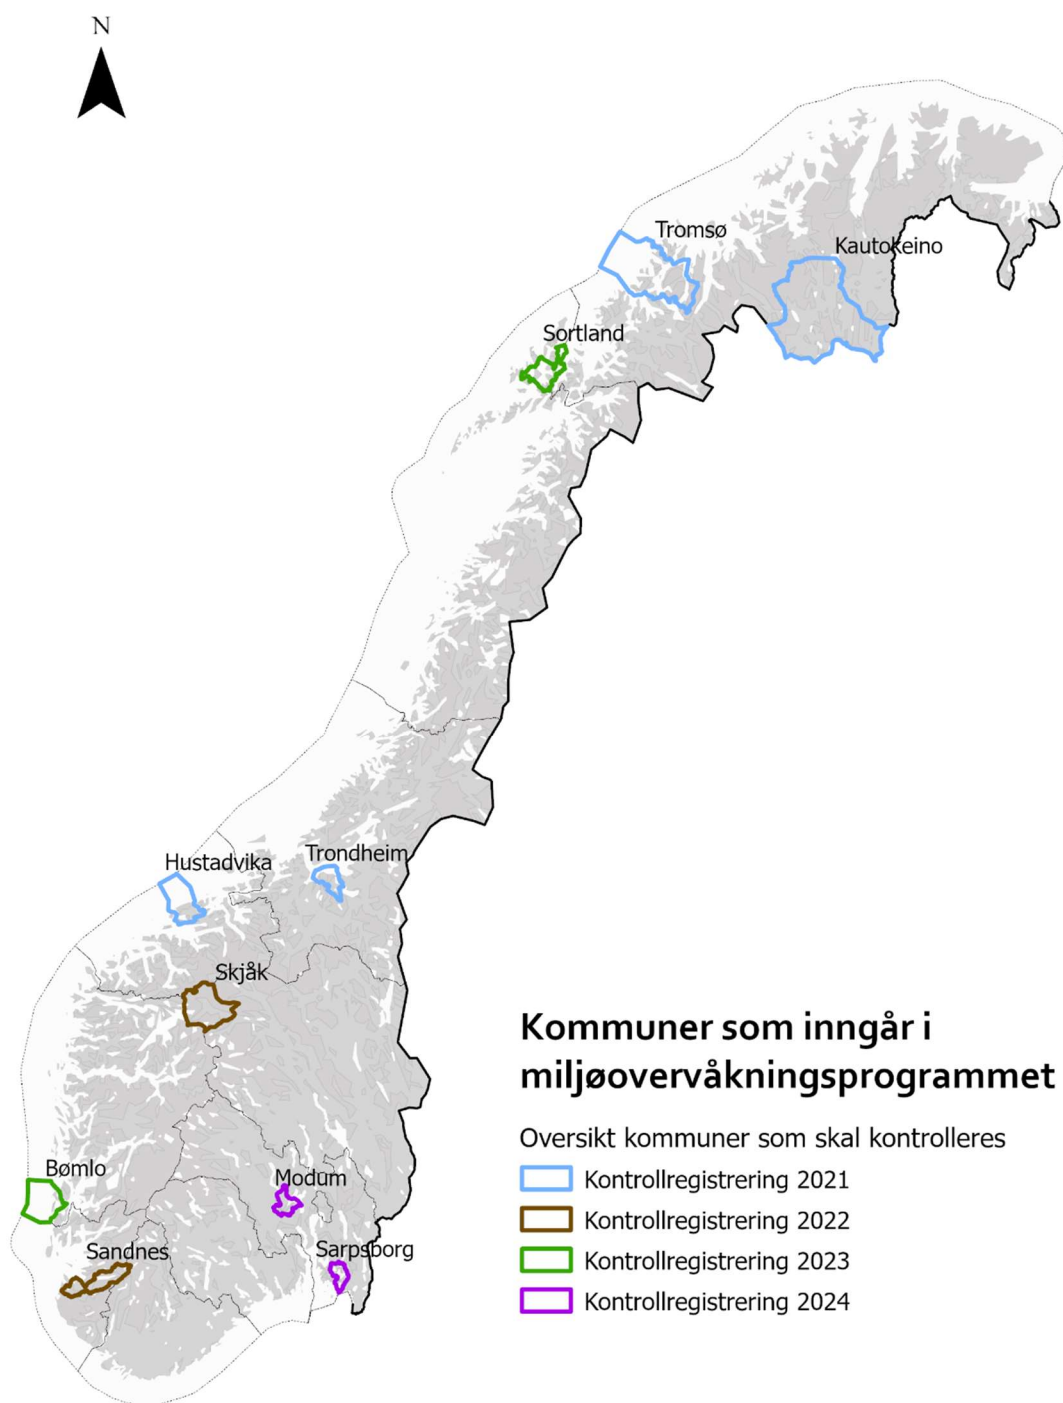 N
Tromsø
Kautokeino
Sortland
Hustadvika
Trondheim
Skjåk
Bømlo
Modum
Sandnes
Sarpsborg
Kommuner som inngår i
miljøovervåkningsprogrammet
Oversikt kommuner som skal kontrolleres
Kontrollregistrering 2021
Kontrollregistrering 2022
Kontrollregistrering 2023
Kontrollregistrering 2024